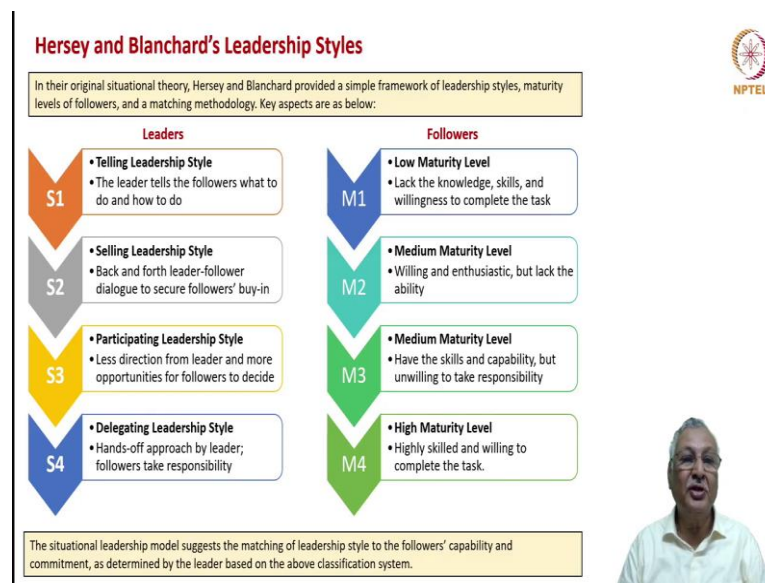 Hersey and Blanchard's Leadership Styles
NPTEL
In their original situational theory, Hersey and Blanchard provided a simple framework of leadership styles, maturity
levels of followers, and a matching methodology. Key aspects are as below:
Leaders
S1
• Telling Leadership Style
• The leader tells the followers what to
do and how to do
S2
• Selling Leadership Style
• Back and forth leader-follower
dialogue to secure followers' buy-in
S3
• Participating Leadership Style
• Less direction from leader and more
opportunities for followers to decide
S4
• Delegating Leadership Style
• Hands-off approach by leader;
followers take responsibility
Followers
M1
• Low Maturity Level
• Lack the knowledge, skills, and
willingness to complete the task
M2
• Medium Maturity Level
• Willing and enthusiastic, but lack the
ability
M3
• Medium Maturity Level
• Have the skills and capability, but
unwilling to take responsibility
M4
• High Maturity Level
• Highly skilled and willing to
complete the task.
The situational leadership model suggests the matching of leadership style to the followers' capability and
commitment, as determined by the leader based on the above classification system.